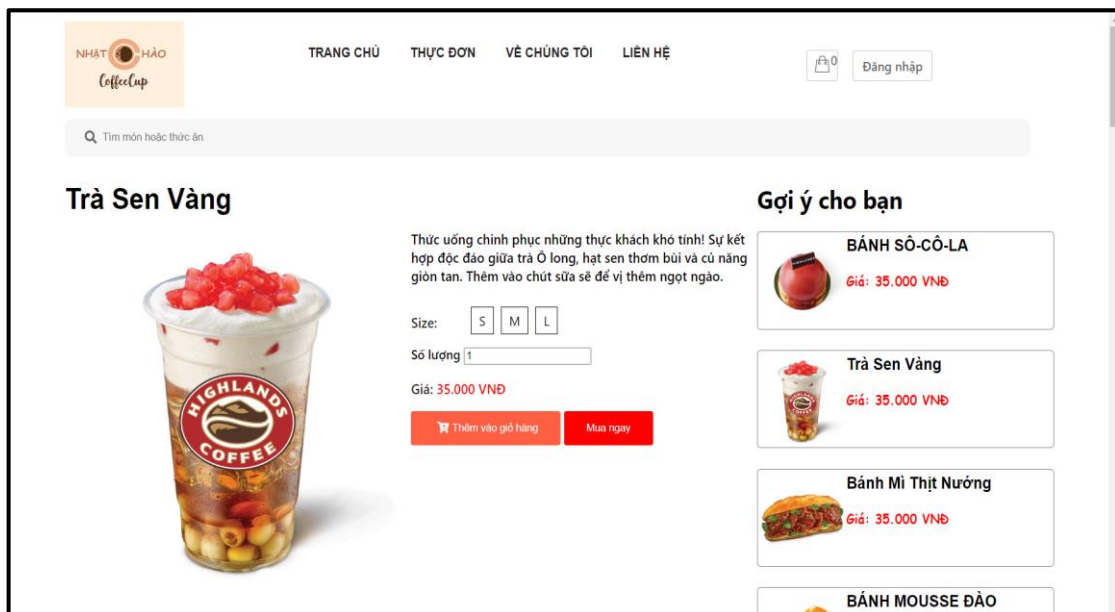 NHẬT HÀO
CoffeeCup
TRANG CHỦ THỰC ĐƠN VỀ CHÚNG TÔI LIÊN HỆ
0
Đăng nhập
Tìm món hoặc thức ăn
Trà Sen Vàng
Thức uống chinh phục những thực khách khó tính! Sự kết
hợp độc đáo giữa trà Ô long, hạt sen thơm bùi và củ năng
giòn tan. Thêm vào chút sữa sẽ để vị thêm ngọt ngào.
Size: S M L
Số lượng 1
Giá: 35.000 VNĐ
Thêm vào giỏ hàng Mua ngay
HIGHLANDS
COFFEE
Gợi ý cho bạn
BÁNH SÔ-CÔ-LA
Giá: 35.000 VNĐ
Trà Sen Vàng
Giá: 35.000 VNĐ
HIGHLANDS
COFFEE
Bánh Mì Thịt Nướng
Giá: 35.000 VNĐ
BÁNH MOUSSE ĐÀO